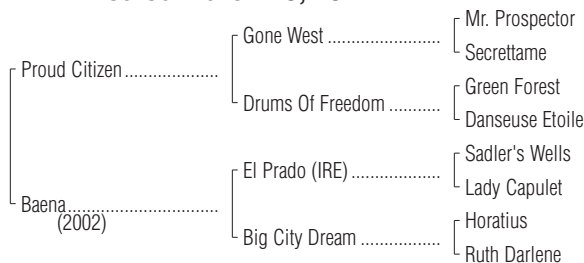 Mr. Prospector
Gone West
Secrettame
Proud Citizen
Green Forest
Drums Of Freedom
Danseuse Etoile
Sadler's Wells
El Prado (IRE)
Lady Capulet
Baena
(2002)
Horatius
Big City Dream
Ruth Darlene